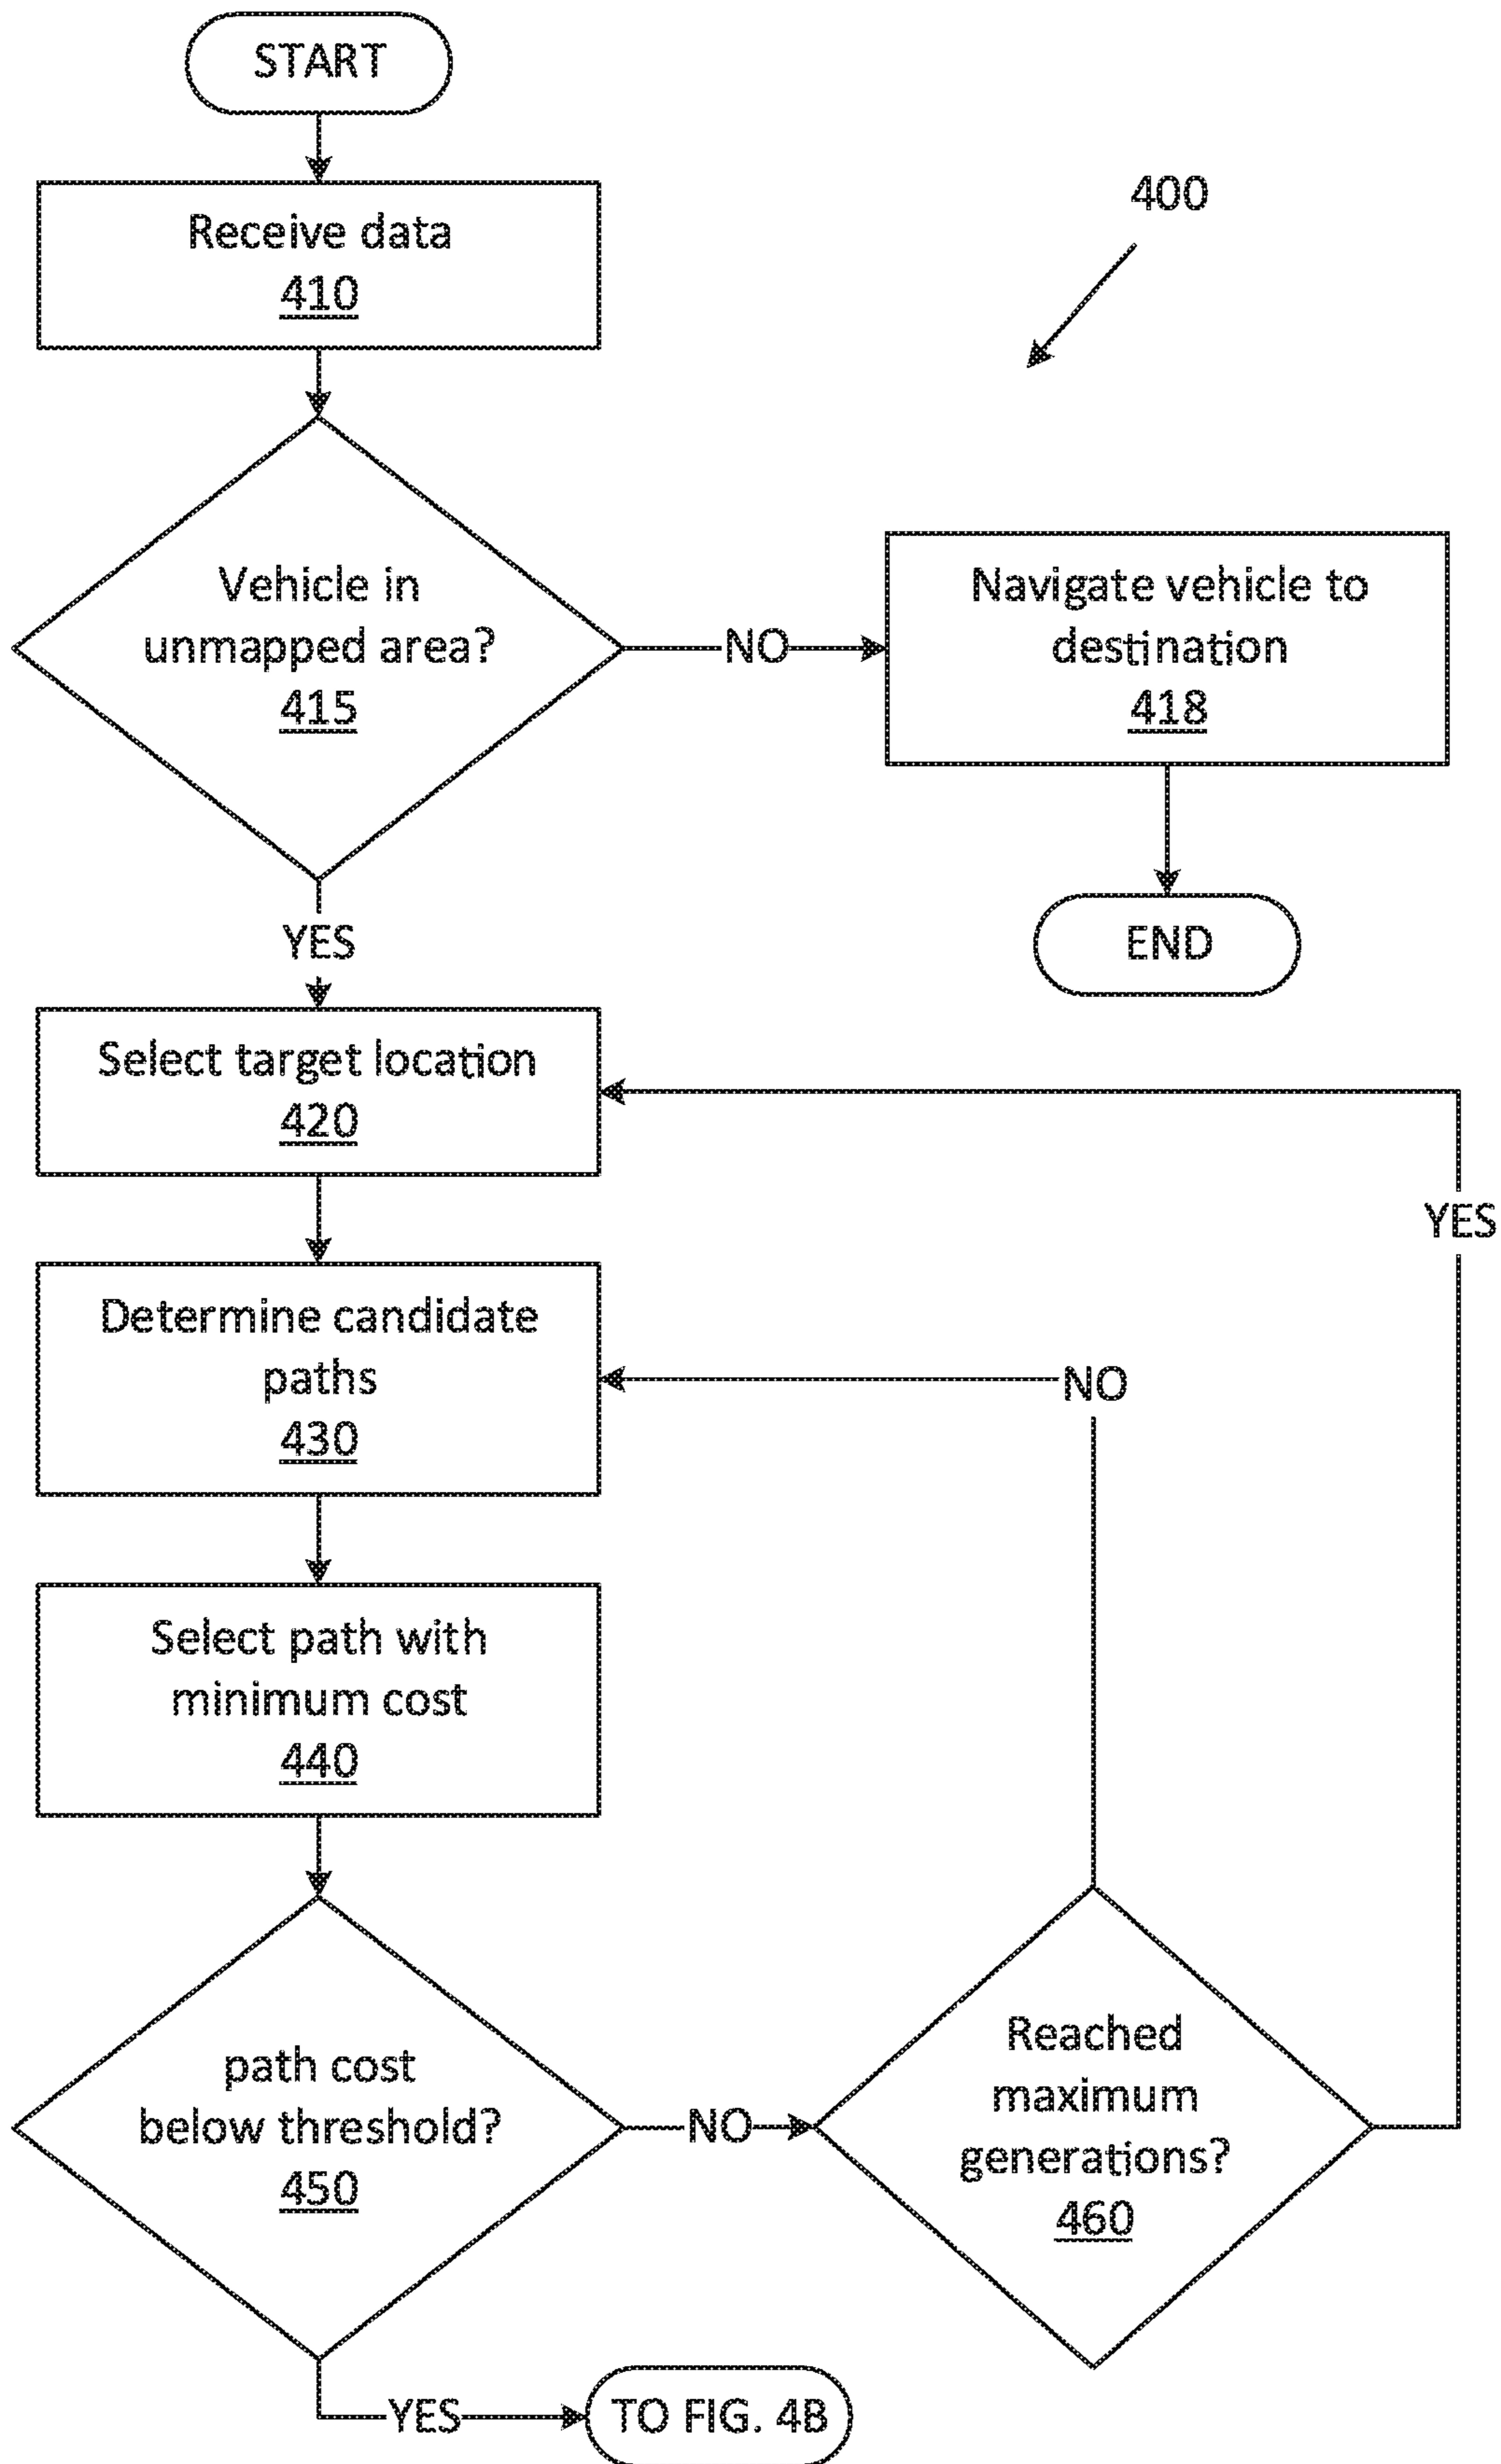 START
Receive data
410
400
Vehicle in
unmapped area?
415
NO
Navigate vehicle to
destination
418
YES
END
Select target location
420
YES
Determine candidate
paths
430
NO
Select path with
minimum cost
440
path cost
below threshold?
450
NO
Reached
maximum
generations?
460
YES
TO FIG. 4B